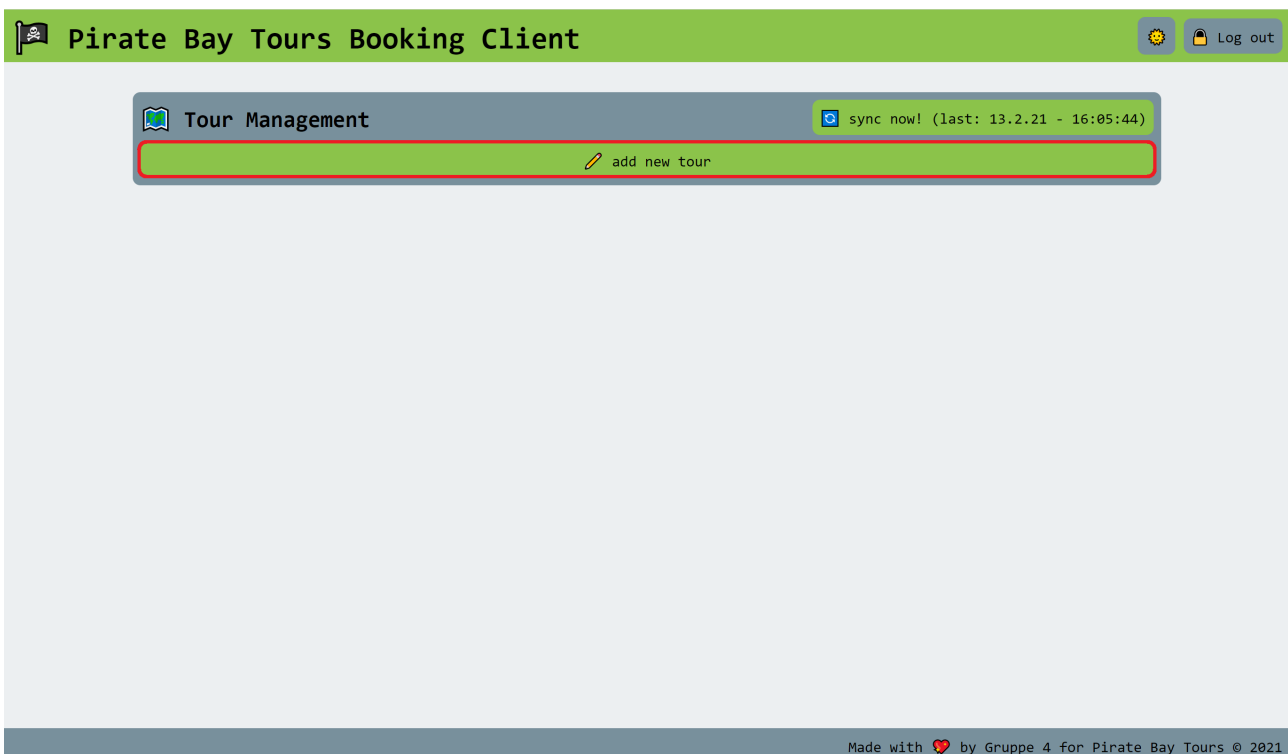 Pirate Bay Tours Booking Client
Log out
Tour Management
sync now! (last: 13.2.21 - 16:05:44)
add new tour
Made with ❤️ by Gruppe 4 for Pirate Bay Tours © 2021